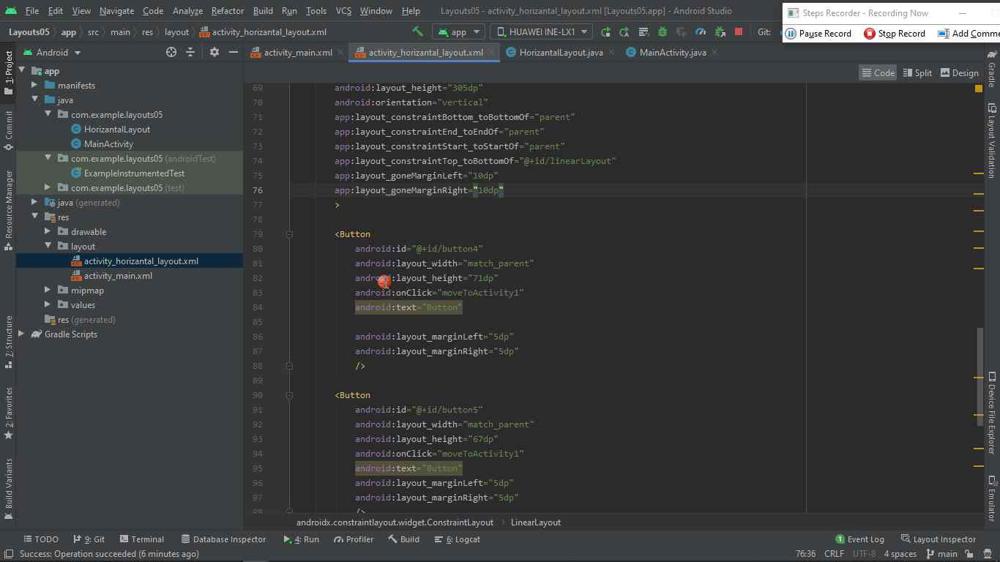 File Edit View Navigate Code Analyze Refactor Build Run Tools VCS Window Help Layouts05 - activity_horizantal_layout.xml [Layouts05.app] - Android Studio
Steps Recorder - Recording Now
Pause Record Stop Record Add Comme
Layouts05 app src main res layout activity_horizantal_layout.xml app HUAWEI INE-LX1 Git:
Android
activity_main.xml activity_horizantal_layout.xml HorizantalLayout.java MainActivity.java
Code Split Design
1: Project
Commit
Resource Manager
7: Structure
2: Favorites
Build Variants
app
manifests
java
com.example.layouts05
HorizantalLayout
MainActivity
com.example.layouts05 (androidTest)
ExampleInstrumentedTest
com.example.layouts05 (test)
java (generated)
res
drawable
layout
activity_horizantal_layout.xml
activity_main.xml
mipmap
values
res (generated)
Gradle Scripts
69 android:layout_height="305dp"
70 android:orientation="vertical"
71 app:layout_constraintBottom_toBottomOf="parent"
72 app:layout_constraintEnd_toEndOf="parent"
73 app:layout_constraintStart_toStartOf="parent"
74 app:layout_constraintTop_toBottomOf="@+id/linearLayout"
75 app:layout_goneMarginLeft="10dp"
76 app:layout_goneMarginRight="10dp"
77 >
78
79 <Button
80 android:id="@+id/button4"
81 android:layout_width="match_parent"
82 android:layout_height="71dp"
83 android:onClick="moveToActivity1"
84 android:text="Button"
85
86 android:layout_marginLeft="5dp"
87 android:layout_marginRight="5dp"
88 />
89
90 <Button
91 android:id="@+id/button5"
92 android:layout_width="match_parent"
93 android:layout_height="67dp"
94 android:onClick="moveToActivity1"
95 android:text="Button"
96 android:layout_marginLeft="5dp"
97 android:layout_marginRight="5dp"
98 />
Gradle
Layout Validation
Device File Explorer
Emulator
androidx.constraintlayout.widget.ConstraintLayout LinearLayout
TODO 9: Git Terminal Database Inspector 4: Run Profiler Build 6: Logcat 1 Event Log Layout Inspector
Success: Operation succeeded (6 minutes ago) 76:36 CRLF UTF-8 4 spaces main